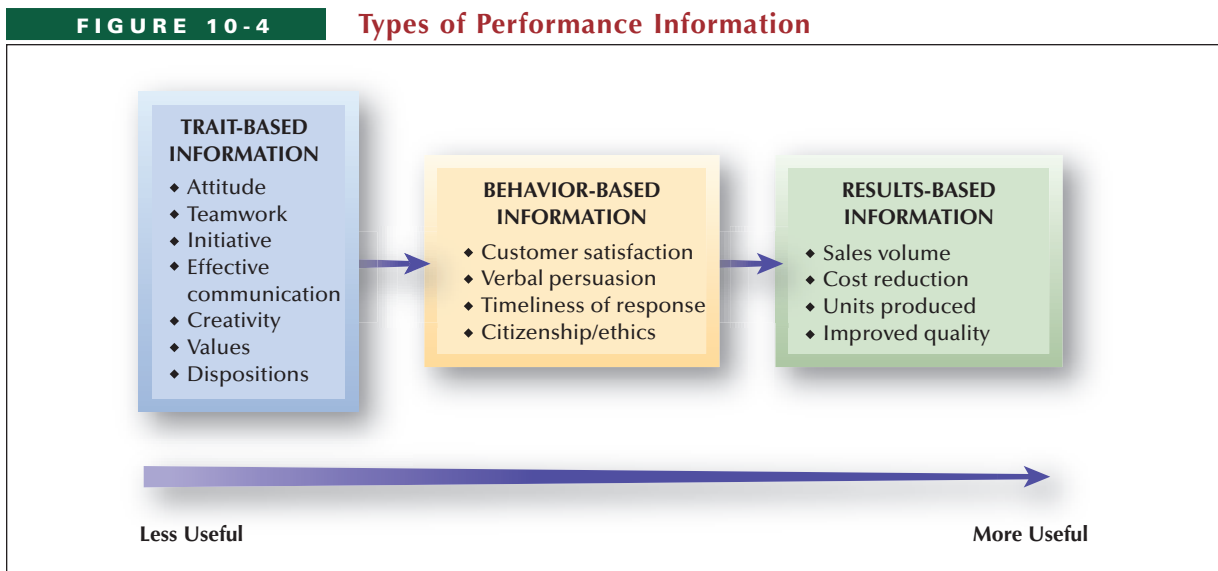 FIGURE 10-4
Types of Performance Information
TRAIT-BASED
INFORMATION
◆ Attitude
◆ Teamwork
◆ Initiative
◆ Effective
communication
◆ Creativity
◆ Values
◆ Dispositions
BEHAVIOR-BASED
INFORMATION
◆ Customer satisfaction
◆ Verbal persuasion
◆ Timeliness of response
◆ Citizenship/ethics
RESULTS-BASED
INFORMATION
◆ Sales volume
◆ Cost reduction
◆ Units produced
◆ Improved quality
Less Useful
More Useful